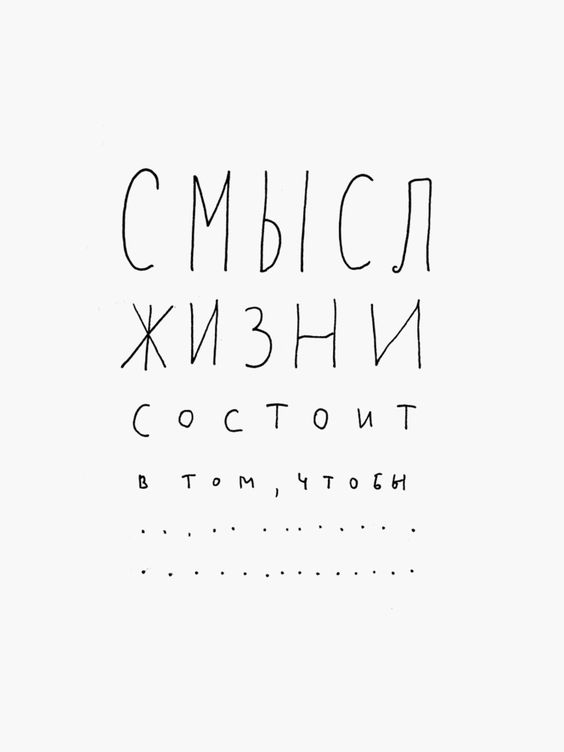 СМЫСЛ
ЖИЗНИ
СОСТОИТ
В ТОМ, ЧТОБЫ
. . , . . . . . . . . . . .
. . . . . . . . . . . . . .